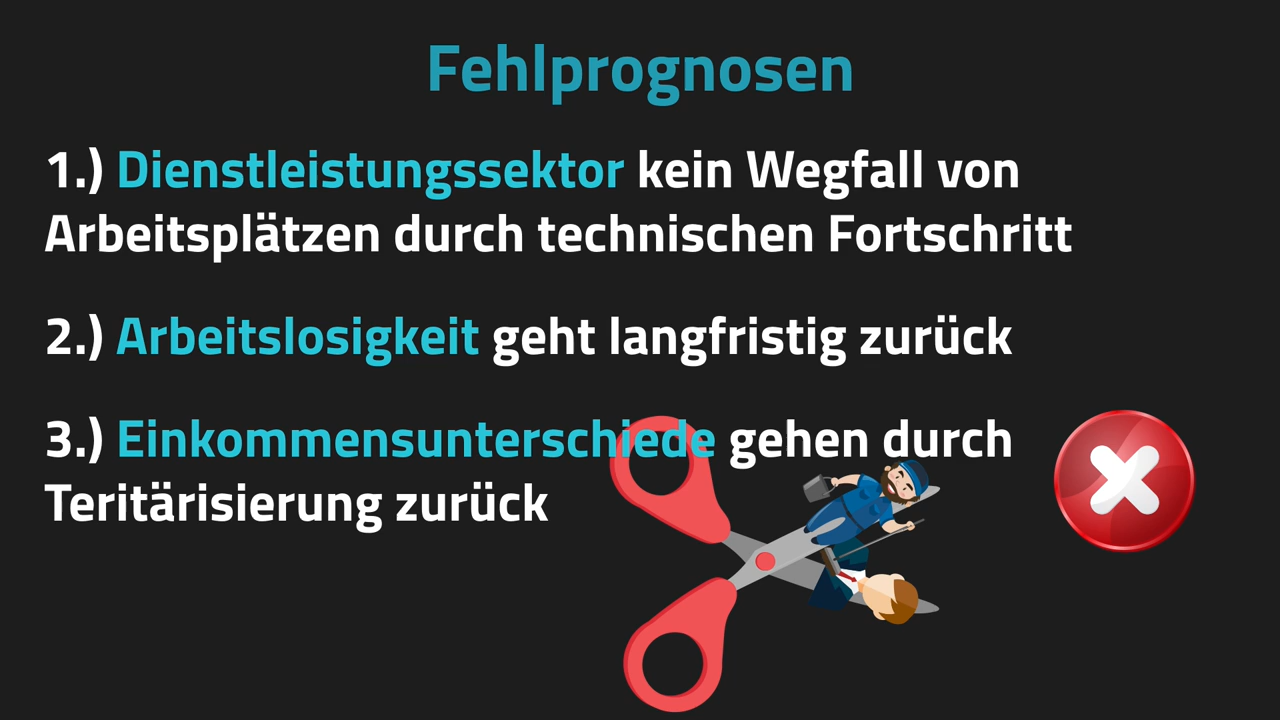 Fehlprognosen
1.) Dienstleistungssektor kein Wegfall von
Arbeitsplätzen durch technischen Fortschritt
2.) Arbeitslosigkeit geht langfristig zurück
3.) Einkommensunterschiede gehen durch
Teritärisierung zurück